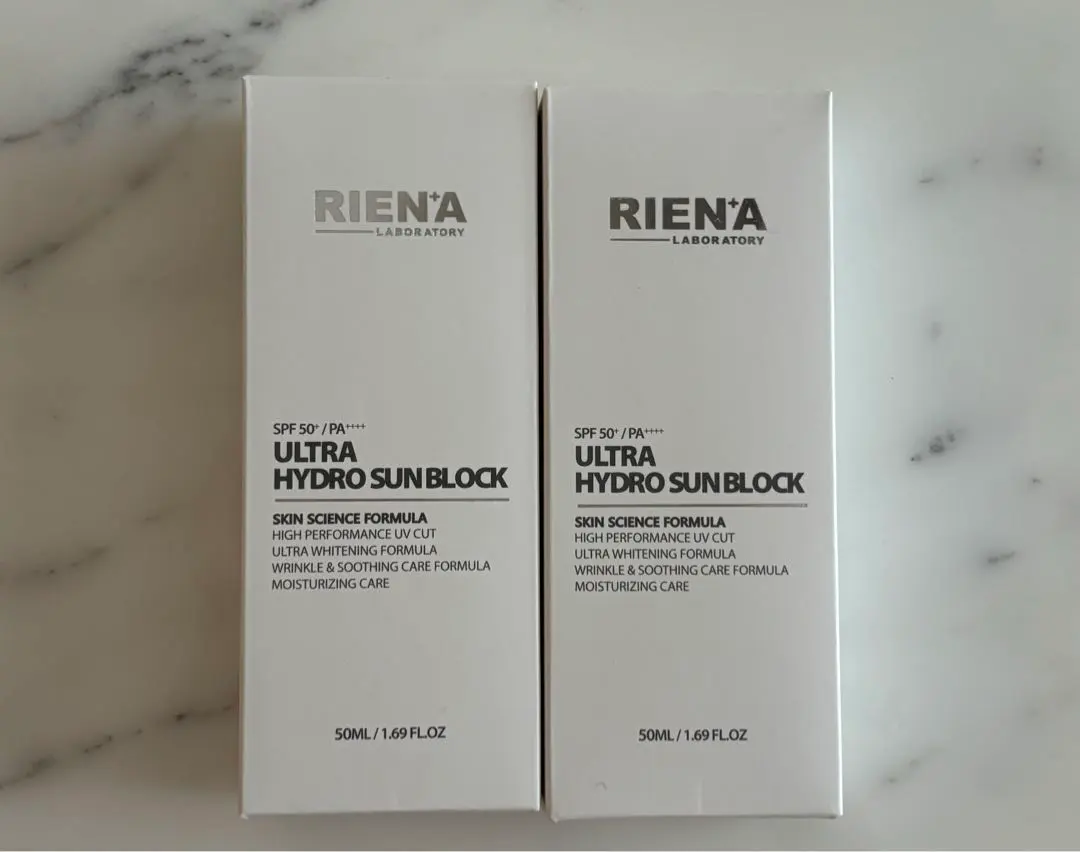 RIEN+A
LABORATORY
SPF 50+ / PA++++
ULTRA
HYDRO SUN BLOCK
SKIN SCIENCE FORMULA
HIGH PERFORMANCE UV CUT
ULTRA WHITENING FORMULA
WRINKLE & SOOTHING CARE FORMULA
MOISTURIZING CARE
50ML / 1.69 FL.OZ
RIEN+A
LABORATORY
SPF 50+ / PA++++
ULTRA
HYDRO SUN BLOCK
SKIN SCIENCE FORMULA
HIGH PERFORMANCE UV CUT
ULTRA WHITENING FORMULA
WRINKLE & SOOTHING CARE FORMULA
MOISTURIZING CARE
50ML / 1.69 FL.OZ